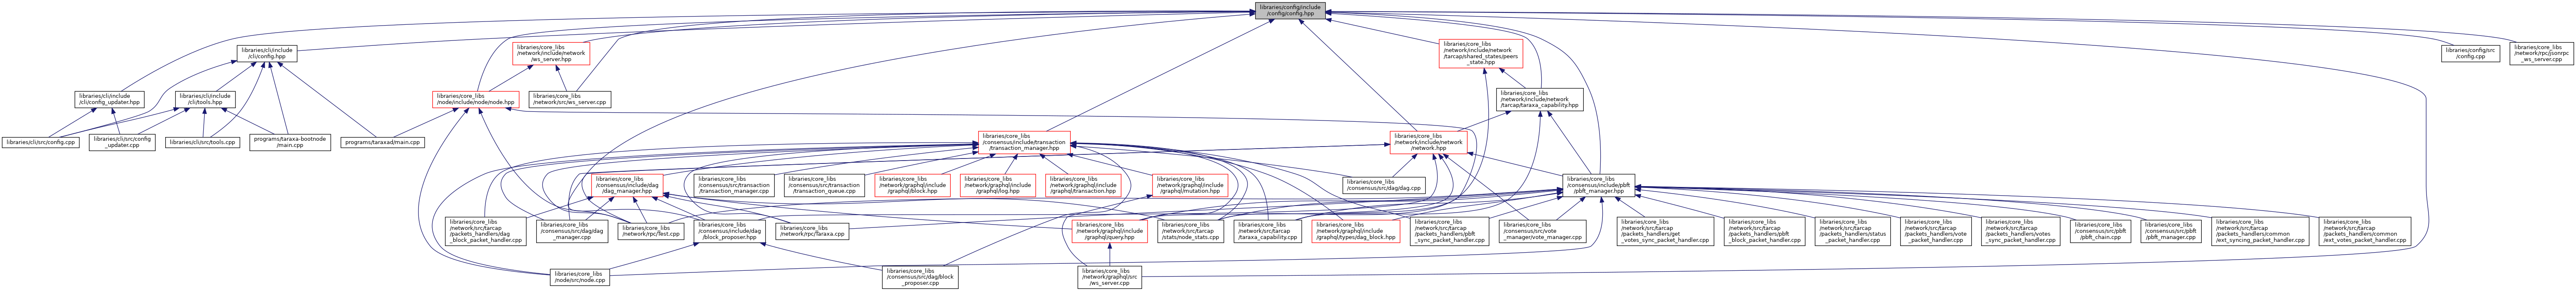 libraries/config/include
/config/config.hpp
libraries/cli/include
/cli/config.hpp
libraries/core_libs
/network/include/network
/ws_server.hpp
libraries/core_libs
/network/include/network
/tarcap/shared_states/peers
_state.hpp
libraries/config/src
/config.cpp
libraries/core_libs
/network/rpc/jsonrpc
_ws_server.cpp
libraries/cli/include
/cli/config_updater.hpp
libraries/cli/include
/cli/tools.hpp
libraries/core_libs
/node/include/node/node.hpp
libraries/core_libs
/network/src/ws_server.cpp
libraries/core_libs
/network/include/network
/tarcap/taraxa_capability.hpp
libraries/cli/src/config.cpp
libraries/cli/src/config
_updater.cpp
libraries/cli/src/tools.cpp
programs/taraxa-bootnode
/main.cpp
programs/taraxad/main.cpp
libraries/core_libs
/consensus/include/transaction
/transaction_manager.hpp
libraries/core_libs
/network/include/network
/network.hpp
libraries/core_libs
/consensus/include/dag
/dag_manager.hpp
libraries/core_libs
/consensus/src/transaction
/transaction_manager.cpp
libraries/core_libs
/consensus/src/transaction
/transaction_queue.cpp
libraries/core_libs
/network/graphql/include
/graphql/block.hpp
libraries/core_libs
/network/graphql/include
/graphql/log.hpp
libraries/core_libs
/network/graphql/include
/graphql/transaction.hpp
libraries/core_libs
/network/graphql/include
/graphql/mutation.hpp
libraries/core_libs
/consensus/src/dag/dag.cpp
libraries/core_libs
/consensus/include/pbft
/pbft_manager.hpp
libraries/core_libs
/network/src/tarcap
/packets_handlers/dag
_block_packet_handler.cpp
libraries/core_libs
/consensus/src/dag/dag
_manager.cpp
libraries/core_libs
/network/rpc/Test.cpp
libraries/core_libs
/consensus/include/dag
/block_proposer.hpp
libraries/core_libs
/network/rpc/Taraxa.cpp
libraries/core_libs
/network/graphql/include
/graphql/query.hpp
libraries/core_libs
/network/src/tarcap
/stats/node_stats.cpp
libraries/core_libs
/network/src/tarcap
/taraxa_capability.cpp
libraries/core_libs
/network/graphql/include
/graphql/types/dag_block.hpp
libraries/core_libs
/network/src/tarcap
/packets_handlers/pbft
_sync_packet_handler.cpp
libraries/core_libs
/consensus/src/vote
_manager/vote_manager.cpp
libraries/core_libs
/network/src/tarcap
/packets_handlers/get
_votes_sync_packet_handler.cpp
libraries/core_libs
/network/src/tarcap
/packets_handlers/pbft
_block_packet_handler.cpp
libraries/core_libs
/network/src/tarcap
/packets_handlers/status
_packet_handler.cpp
libraries/core_libs
/network/src/tarcap
/packets_handlers/vote
_packet_handler.cpp
libraries/core_libs
/network/src/tarcap
/packets_handlers/votes
_sync_packet_handler.cpp
libraries/core_libs
/consensus/src/pbft
/pbft_chain.cpp
libraries/core_libs
/consensus/src/pbft
/pbft_manager.cpp
libraries/core_libs
/network/src/tarcap
/packets_handlers/common
/ext_syncing_packet_handler.cpp
libraries/core_libs
/network/src/tarcap
/packets_handlers/common
/ext_votes_packet_handler.cpp
libraries/core_libs
/node/src/node.cpp
libraries/core_libs
/consensus/src/dag/block
_proposer.cpp
libraries/core_libs
/network/graphql/src
/ws_server.cpp